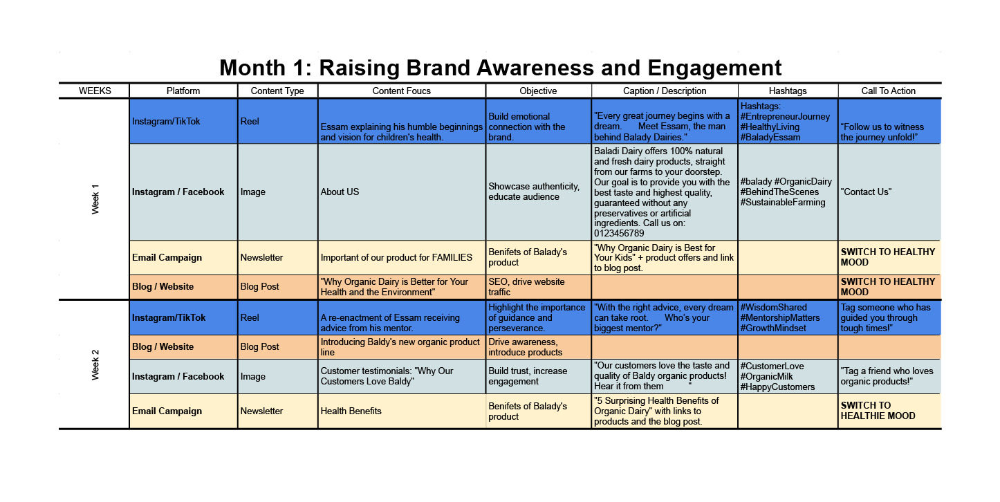 Month 1: Raising Brand Awareness and Engagement
WEEKS Platform Content Type Content Foucs Objective Caption / Description Hashtags Call To Action
Week 1
Instagram/TikTok
Reel
Essam explaining his humble beginnings
and vision for children's health.
Build emotional
connection with the
brand.
"Every great journey begins with a
dream. Meet Essam, the man
behind Balady Dairies."
Hashtags:
#EntrepreneurJourney
#HealthyLiving
#BaladyEssam
“Follow us to witness
the journey unfold!”
Instagram / Facebook
Image
About US
Showcase authenticity,
educate audience
Baladi Dairy offers 100% natural
and fresh dairy products, straight
from our farms to your doorstep.
Our goal is to provide you with the
best taste and highest quality,
guaranteed without any
preservatives or artificial
ingredients. Call us on:
0123456789
#balady #OrganicDairy
#BehindTheScenes
#SustainableFarming
"Contact Us"
Email Campaign
Newsletter
Important of our product for FAMILIES
Benifets of Balady's
product
"Why Organic Dairy is Best for
Your Kids" + product offers and link
to blog post.
SWITCH TO HEALTHY
MOOD
Blog / Website
Blog Post
"Why Organic Dairy is Better for Your
Health and the Environment"
SEO, drive website
traffic
SWITCH TO HEALTHY
MOOD
Week 2
Instagram/TikTok
Reel
A re-enactment of Essam receiving
advice from his mentor.
Highlight the importance
of guidance and
perseverance.
"With the right advice, every dream
can take root. Who’s your
biggest mentor?"
#WisdomShared
#MentorshipMatters
#GrowthMindset
Tag someone who has
guided you through
tough times!”
Blog / Website
Blog Post
Introducing Baldy's new organic product
line
Drive awareness,
introduce products
Instagram / Facebook
Image
Customer testimonials: "Why Our
Customers Love Baldy"
Build trust, increase
engagement
"Our customers love the taste and
quality of Baldy organic products!
Hear it from them "
#CustomerLove
#OrganicMilk
#HappyCustomers
"Tag a friend who loves
organic products!"
Email Campaign
Newsletter
Health Benefits
Benifets of Balady's
product
"5 Surprising Health Benefits of
Organic Dairy" with links to
products and the blog post.
SWITCH TO
HEALTHIE MOOD